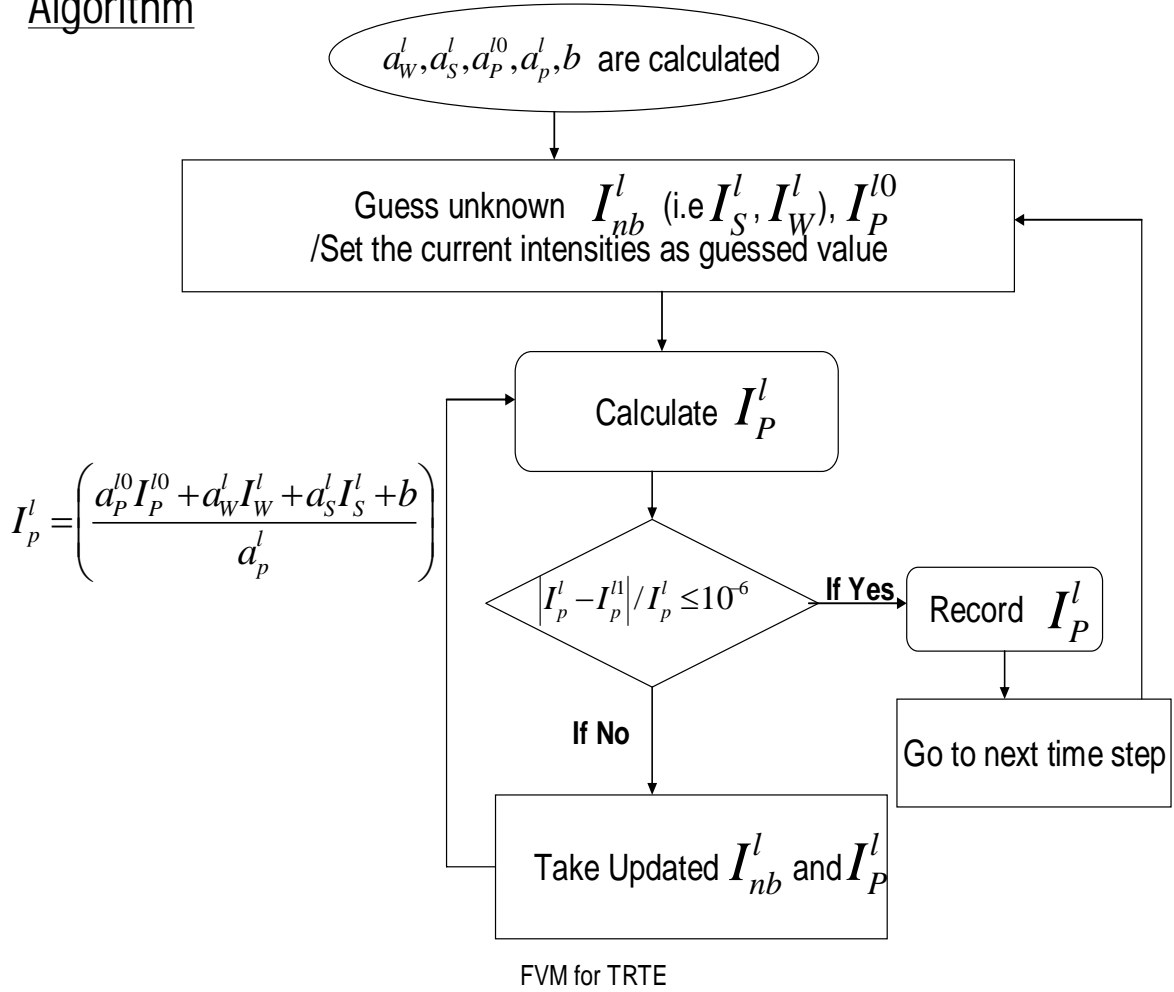 Algorithm
a_W^l, a_S^l, a_P^{l0}, a_p^l, b are calculated
Guess unknown I_{nb}^l (i.e I_S^l, I_W^l), I_P^{l0}
/Set the current intensities as guessed value
Calculate I_P^l
I_p^l = ( (a_P^{l0} I_P^{l0} + a_W^l I_W^l + a_S^l I_S^l + b) / a_p^l )
|I_p^l − I_p^{l1}| / I_p^l ≤ 10^{-6}
If Yes
Record I_P^l
If No
Go to next time step
Take Updated I_{nb}^l and I_P^l
FVM for TRTE